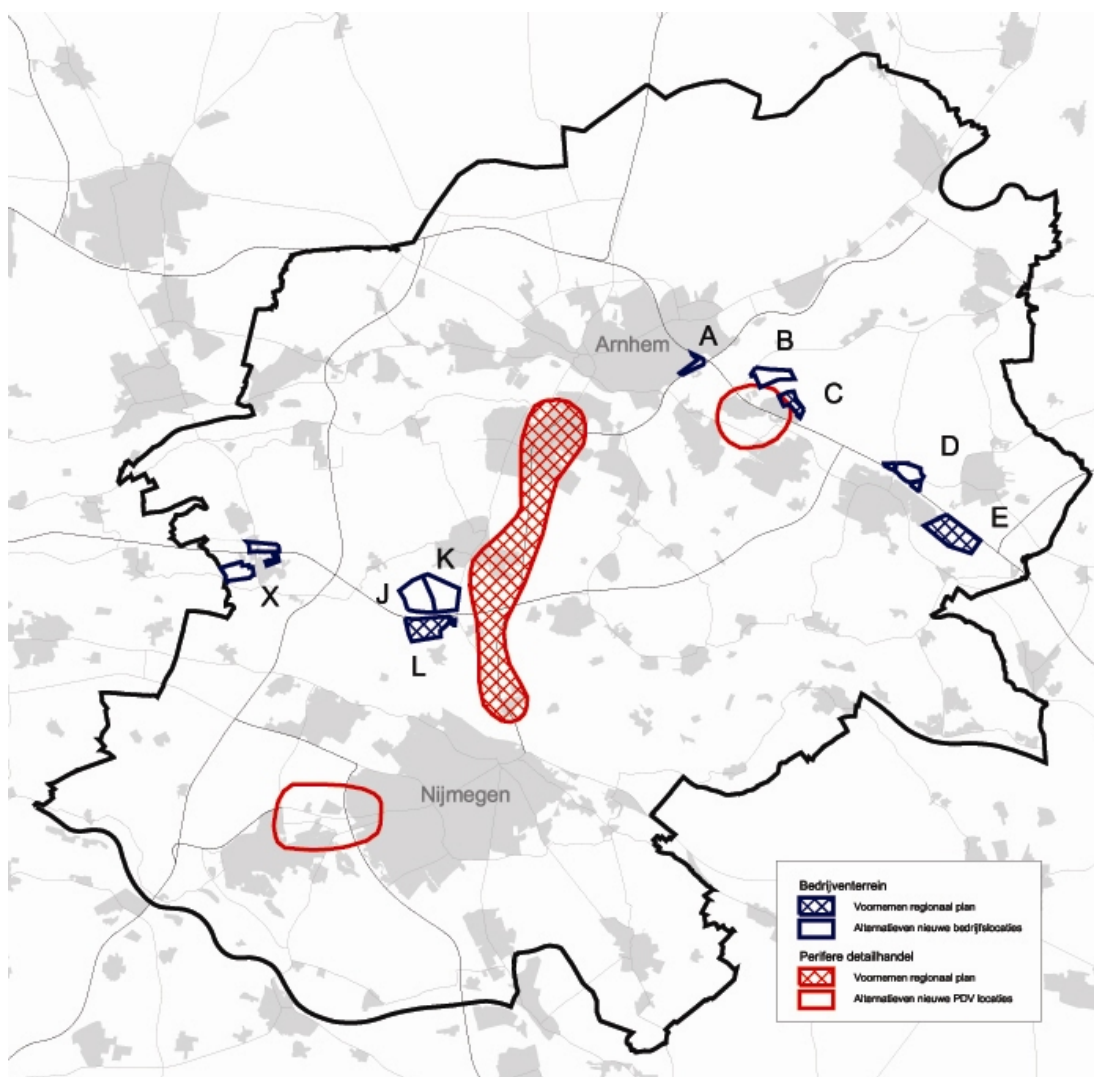 A
Arnhem
B
C
D
E
K
J
X
L
Nijmegen
Bedrijventerrein
Voornemen regionaal plan
Alternatieven nieuwe bedrijfslocaties
Perifere detailhandel
Voornemen regionaal plan
Alternatieven nieuwe PDV locaties